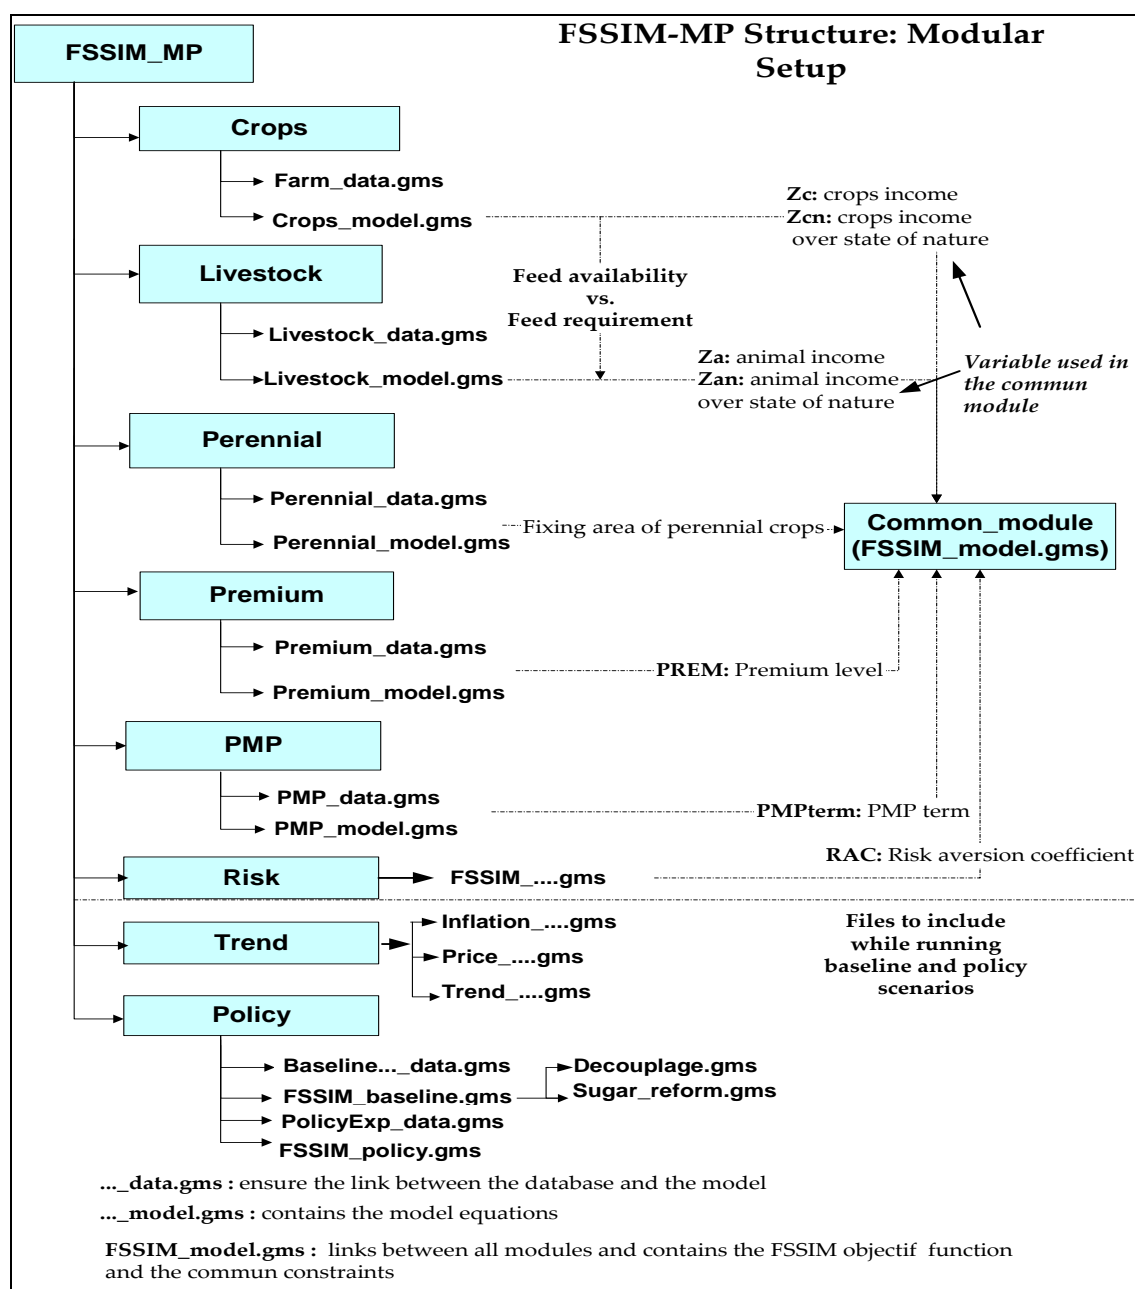 FSSIM-MP Structure: Modular
Setup
FSSIM_MP
Crops
Farm_data.gms
Crops_model.gms
Zc: crops income
Zcn: crops income
over state of nature
Livestock
Feed availability
vs.
Feed requirement
Livestock_data.gms
Livestock_model.gms
Za: animal income
Zan: animal income
over state of nature
Variable used in
the commun
module
Perennial
Perennial_data.gms
Perennial_model.gms
Fixing area of perennial crops
Common_module
(FSSIM_model.gms)
Premium
Premium_data.gms
Premium_model.gms
PREM: Premium level
PMP
PMP_data.gms
PMP_model.gms
PMPterm: PMP term
RAC: Risk aversion coefficient
Risk
FSSIM_....gms
Trend
Inflation_....gms
Price_....gms
Trend_....gms
Files to include
while running
baseline and policy
scenarios
Policy
Baseline..._data.gms
FSSIM_baseline.gms
PolicyExp_data.gms
FSSIM_policy.gms
Decouplage.gms
Sugar_reform.gms
..._data.gms : ensure the link between the database and the model
..._model.gms : contains the model equations
FSSIM_model.gms : links between all modules and contains the FSSIM objectif function
and the commun constraints